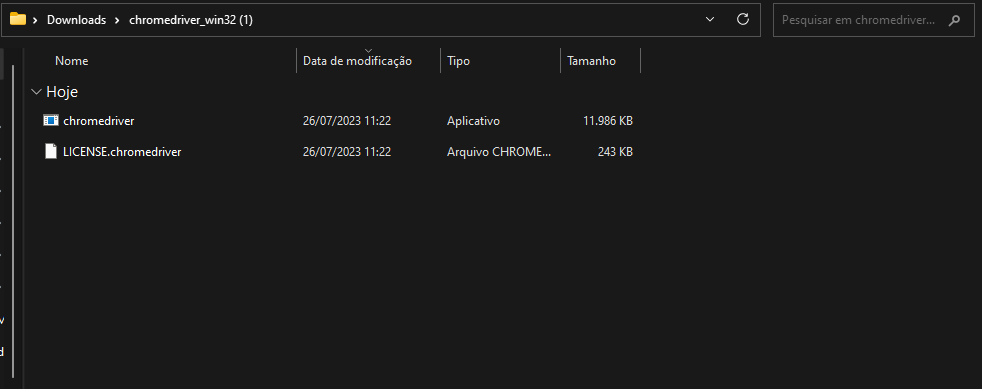 Downloads > chromedriver_win32 (1)
Pesquisar em chromedriver...
Nome Data de modificação Tipo Tamanho
Hoje
chromedriver 26/07/2023 11:22 Aplicativo 11.986 KB
LICENSE.chromedriver 26/07/2023 11:22 Arquivo CHROME... 243 KB